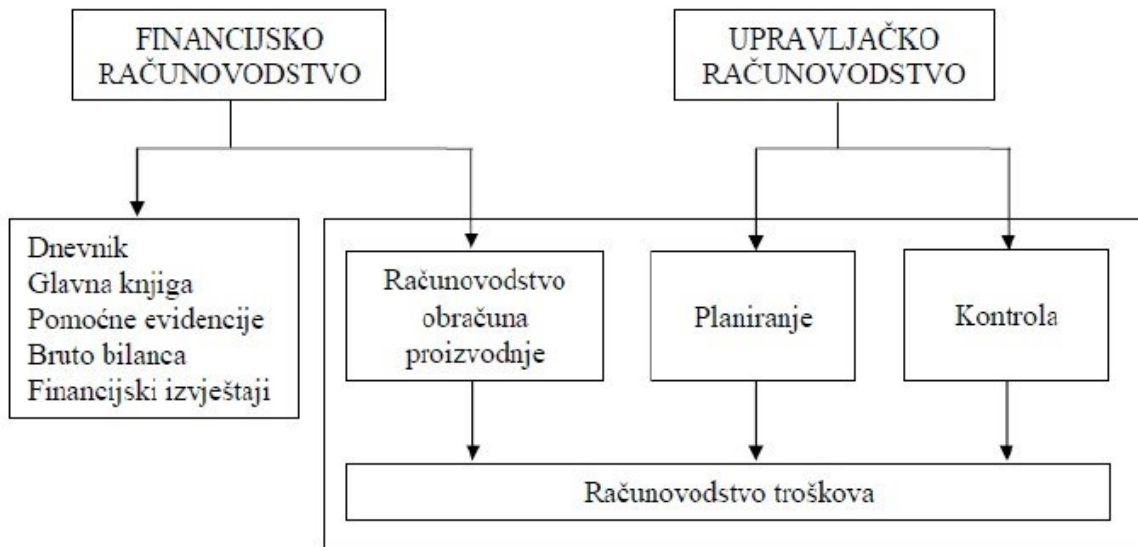 FINANCIJSKO
RAČUNOVODSTVO
UPRAVLJAČKO
RAČUNOVODSTVO
Dnevnik
Glavna knjiga
Pomoćne evidencije
Bruto bilanca
Financijski izvještaji
Računovodstvo
obračuna
proizvodnje
Planiranje
Kontrola
Računovodstvo troškova